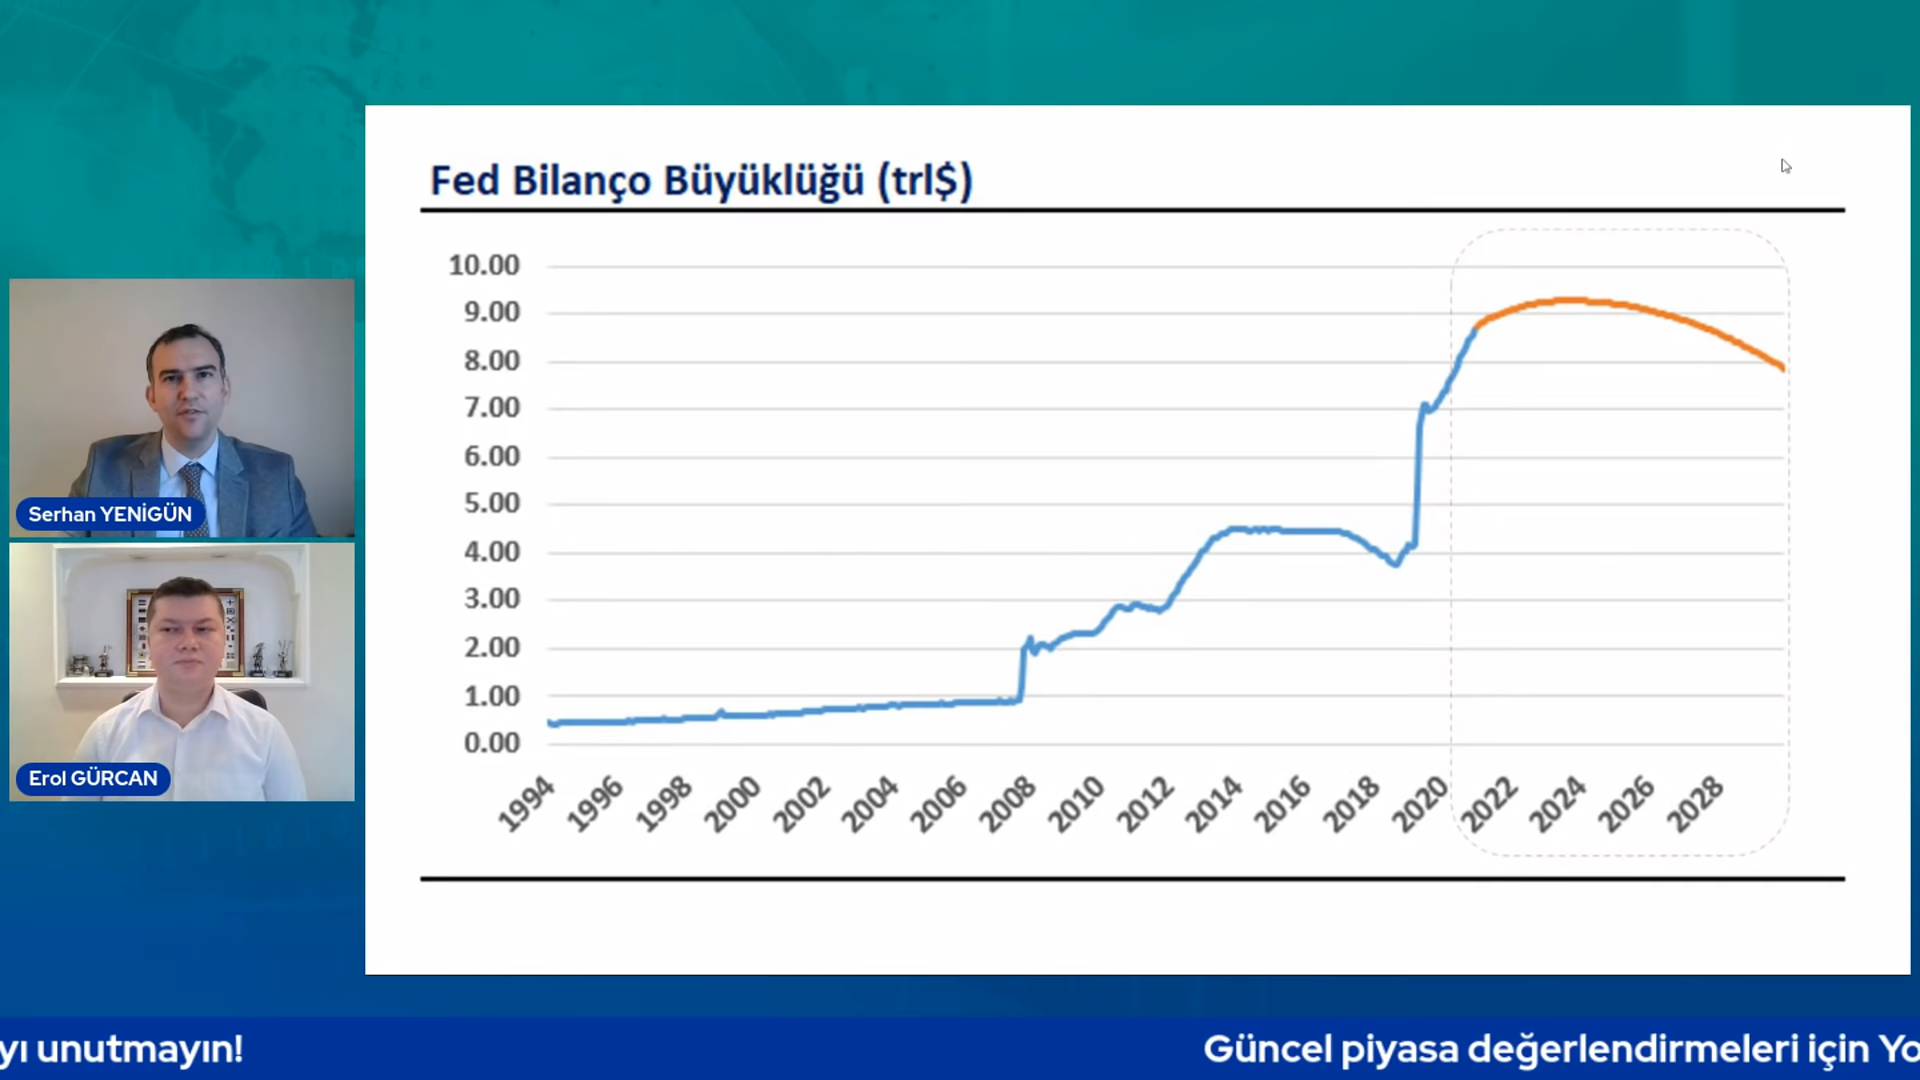 Fed Bilanço Büyüklüğü (trl$)
10.00
9.00
8.00
7.00
6.00
5.00
4.00
3.00
2.00
1.00
0.00
1994 1996 1998 2000 2002 2004 2006 2008 2010 2012 2014 2016 2018 2020 2022 2024 2026 2028
Serhan YENİGÜN
Erol GÜRCAN
yı unutmayın! Güncel piyasa değerlendirmeleri için Yo